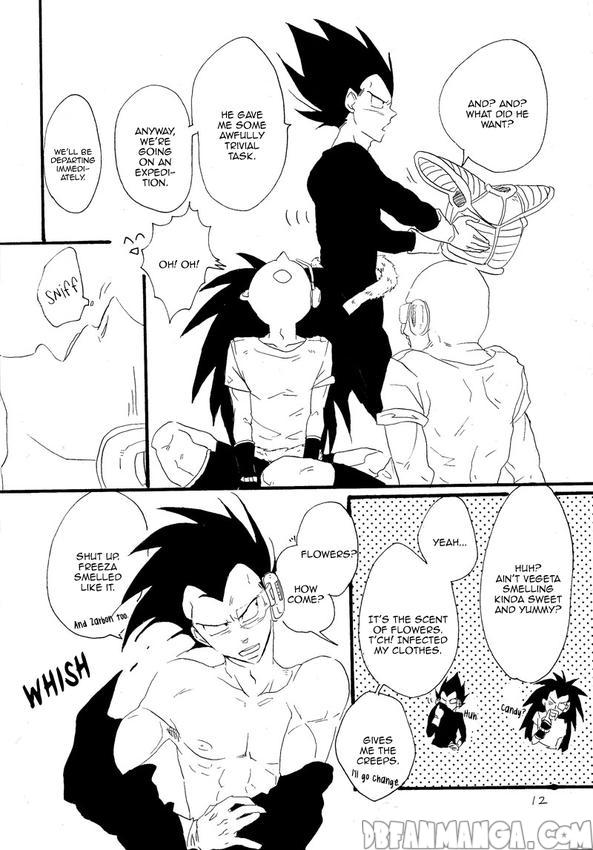 AND? AND?
WHAT DID HE
WANT?
HE GAVE
ME SOME
AWFULLY
TRIVIAL
TASK.
ANYWAY,
WE'RE
GOING
ON AN
EXPEDI-
TION.
WE'LL BE
DEPARTING
IMMEDI-
ATELY.
OH! OH!
Sniff
HUH?
AIN'T VEGETA
SMELLING
KINDA SWEET
AND YUMMY?
Candy?
YEAH...
IT'S THE SCENT
OF FLOWERS.
T'CH! INFECTED
MY CLOTHES.
Huh
GIVES
ME THE
CREEPS.
I'll go change
FLOWERS?
HOW
COME?
SHUT UP.
FREEZA
SMELLED
LIKE IT.
And Zarbon too.
WHISH
12
DBFANMANGA.COM